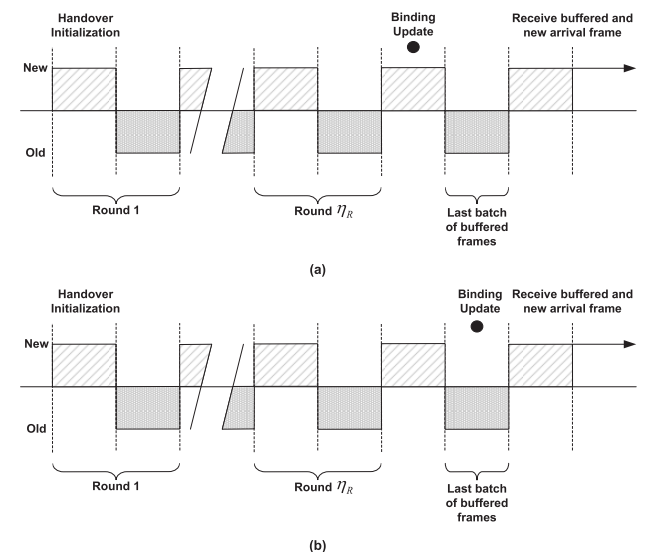 Handover
Initialization
Binding
Update
Receive buffered and
new arrival frame
New
Old
Round 1
Round η_R
Last batch
of buffered
frames
(a)
Handover
Initialization
Binding
Update
Receive buffered and
new arrival frame
New
Old
Round 1
Round η_R
Last batch
of buffered
frames
(b)